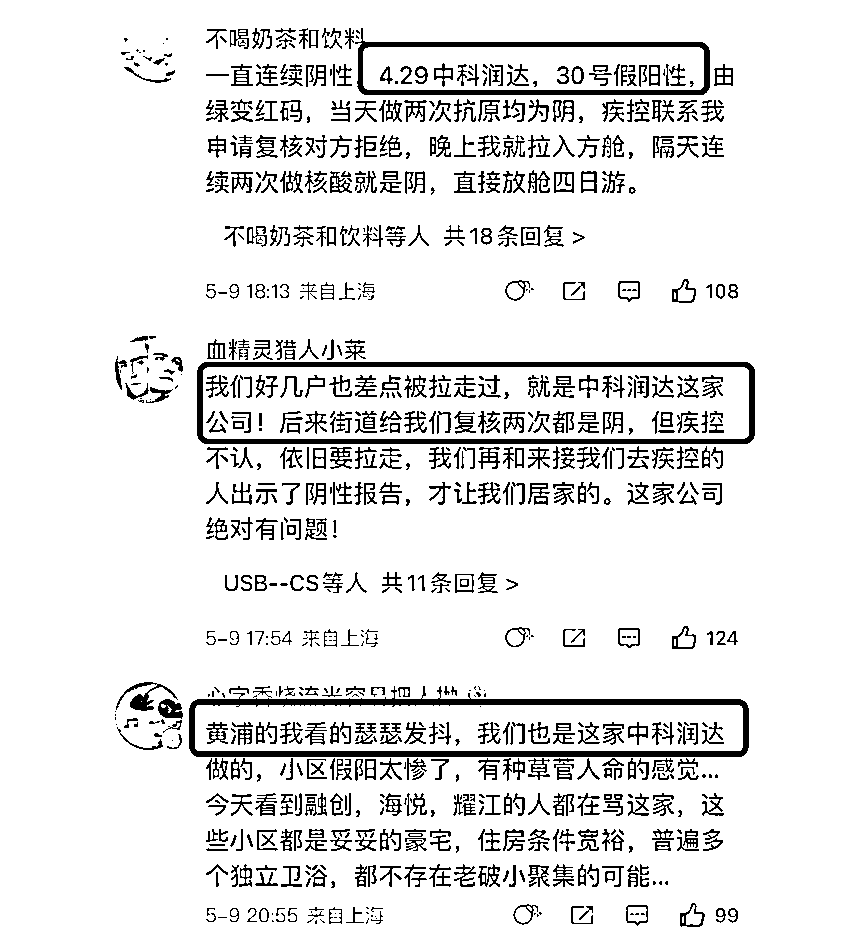 不喝奶茶和饮料
一直连续阴性，4.29中科润达，30号假阳性，由
绿变红码，当天做两次抗原均为阴，疾控联系我
申请复核对方拒绝，晚上我就拉入方舱，隔天连
续两次做核酸就是阴，直接放舱四日游。
不喝奶茶和饮料等人 共18条回复 >
5-9 18:13 来自上海
108
血精灵猎人小莱
我们好几户也差点被拉走过，就是中科润达这家
公司！后来街道给我们复核两次都是阴，但疾控
不认，依旧要拉走，我们再和来接我们去疾控的
人出示了阴性报告，才让我们居家的。这家公司
绝对有问题！
USB--CS等人 共11条回复 >
5-9 17:54 来自上海
124
黄浦的我看的瑟瑟发抖，我们也是这家中科润达
做的，小区假阳太惨了，有种草菅人命的感觉...
今天看到融创，海悦，耀江的人都在骂这家，这
些小区都是妥妥的豪宅，住房条件宽裕，普遍多
个独立卫浴，都不存在老破小聚集的可能...
5-9 20:55 来自上海
99